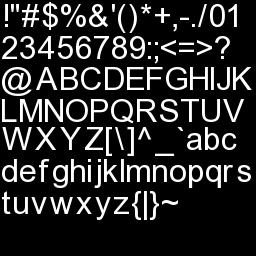 !"#$%&'()*+,-./01
23456789:;<=>?
@ABCDEFGHIJK
LMNOPQRSTUV
WXYZ[\]^_`abc
defghijklmnopqrs
tuvwxyz{|}~